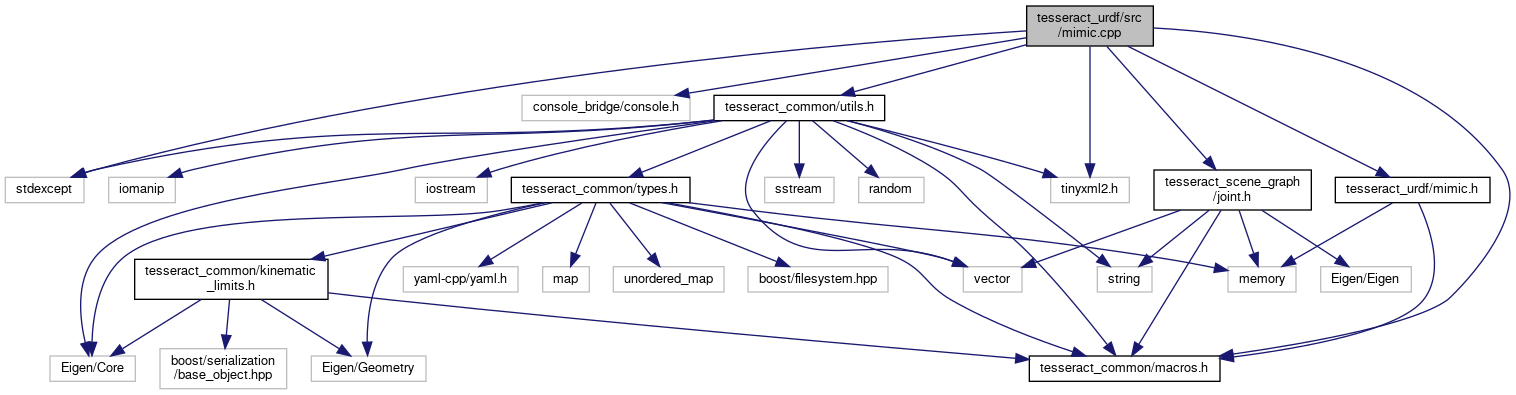 tesseract_urdf/src
/mimic.cpp
console_bridge/console.h
tesseract_common/utils.h
stdexcept
iomanip
iostream
tesseract_common/types.h
sstream
random
tinyxml2.h
tesseract_scene_graph
/joint.h
tesseract_urdf/mimic.h
tesseract_common/kinematic
_limits.h
yaml-cpp/yaml.h
map
unordered_map
boost/filesystem.hpp
vector
string
memory
Eigen/Eigen
Eigen/Core
boost/serialization
/base_object.hpp
Eigen/Geometry
tesseract_common/macros.h